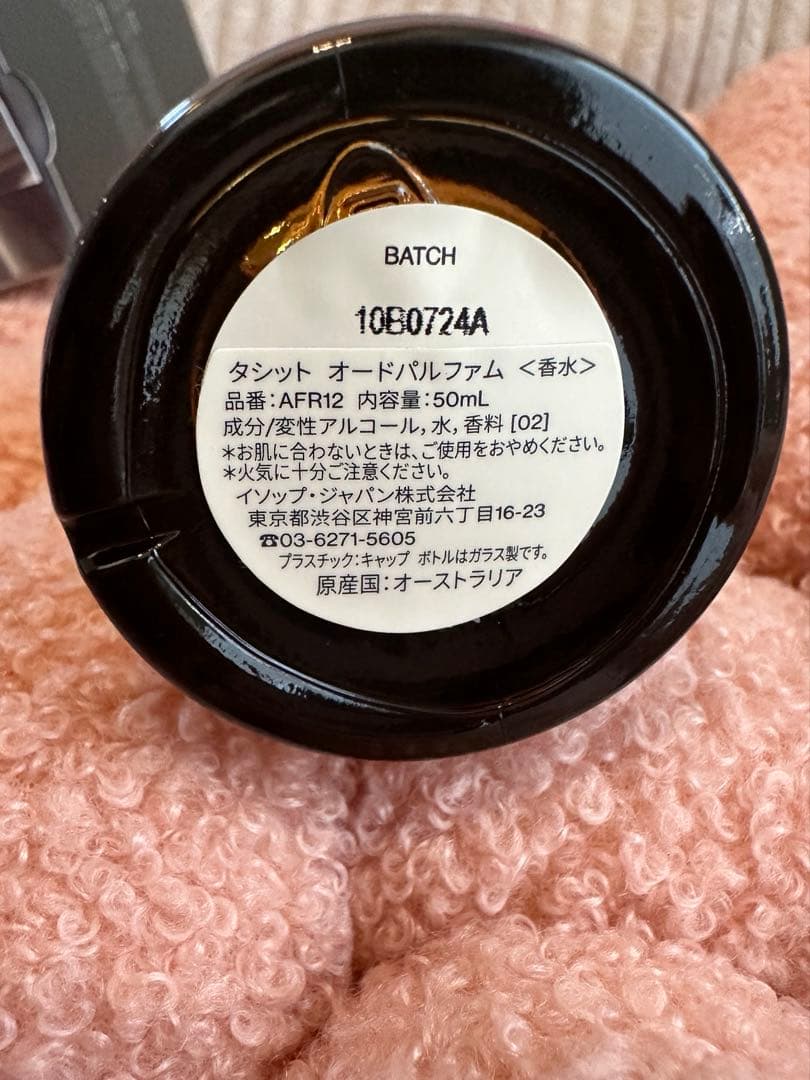 BATCH
10B0724A
タシット オードパルファム <香水>
品番:AFR12 内容量:50mL
成分/変性アルコール, 水, 香料 [02]
*お肌に合わないときは、ご使用をおやめください。
*火気に十分ご注意ください。
イソップ・ジャパン株式会社
東京都渋谷区神宮前六丁目16-23
☎03-6271-5605
プラスチック:キャップ ボトルはガラス製です。
原産国:オーストラリア